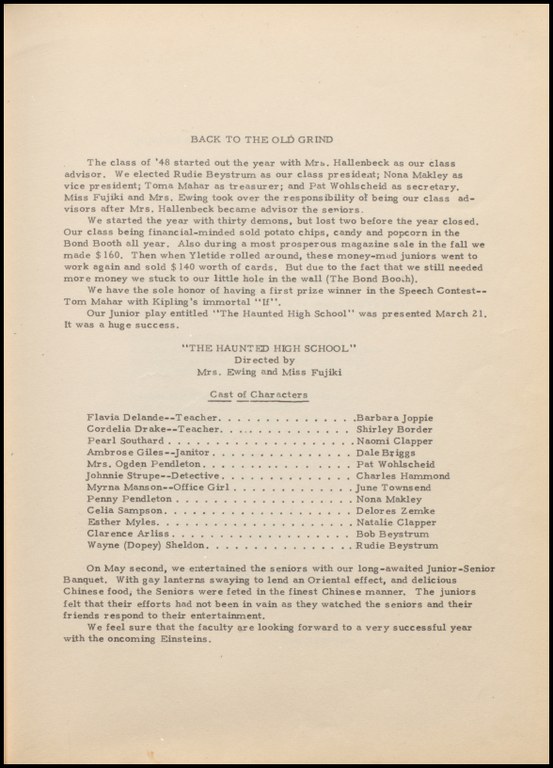 BACK TO THE OLD GRIND
The class of '48 started out the year with Mrs. Hallenbeck as our class
advisor. We elected Rudie Beystrum as our class president; Nona Makley as
vice president; Toma Mahar as treasurer; and Pat Wohlscheid as secretary.
Miss Fujiki and Mrs. Ewing took over the responsibility of being our class ad-
visors after Mrs. Hallenbeck became advisor the seniors.
We started the year with thirty demons, but lost two before the year closed.
Our class being financial-minded sold potato chips, candy and popcorn in the
Bond Booth all year. Also during a most prosperous magazine sale in the fall we
made $160. Then when Yletide rolled around, these money-mad juniors went to
work again and sold $140 worth of cards. But due to the fact that we still needed
more money we stuck to our little hole in the wall (The Bond Booth).
We have the sole honor of having a first prize winner in the Speech Contest--
Tom Mahar with Kipling's immortal "If".
Our Junior play entitled "The Haunted High School" was presented March 21.
It was a huge success.
"THE HAUNTED HIGH SCHOOL"
Directed by
Mrs. Ewing and Miss Fujiki
Cast of Characters
Flavia Delande--Teacher. . . . . . . . . . . . . .Barbara Joppie
Cordelia Drake--Teacher. . . . . . . . . . . . . . Shirley Border
Pearl Southard . . . . . . . . . . . . . . . . . . . Naomi Clapper
Ambrose Giles--Janitor . . . . . . . . . . . . . . . Dale Briggs
Mrs. Ogden Pendleton. . . . . . . . . . . . . . . . Pat Wohlscheid
Johnnie Strupe--Detective . . . . . . . . . . . . . Charles Hammond
Myrna Manson--Office Girl . . . . . . . . . . . . . June Townsend
Penny Pendleton . . . . . . . . . . . . . . . . . . Nona Makley
Celia Sampson. . . . . . . . . . . . . . . . . . . . Delores Zemke
Esther Myles. . . . . . . . . . . . . . . . . . . . Natalie Clapper
Clarence Arliss. . . . . . . . . . . . . . . . . . . Bob Beystrum
Wayne (Dopey) Sheldon. . . . . . . . . . . . . . . Rudie Beystrum
On May second, we entertained the seniors with our long-awaited Junior-Senior
Banquet. With gay lanterns swaying to lend an Oriental effect, and delicious
Chinese food, the Seniors were feted in the finest Chinese manner. The juniors
felt that their efforts had not been in vain as they watched the seniors and their
friends respond to their entertainment.
We feel sure that the faculty are looking forward to a very successful year
with the oncoming Einsteins.